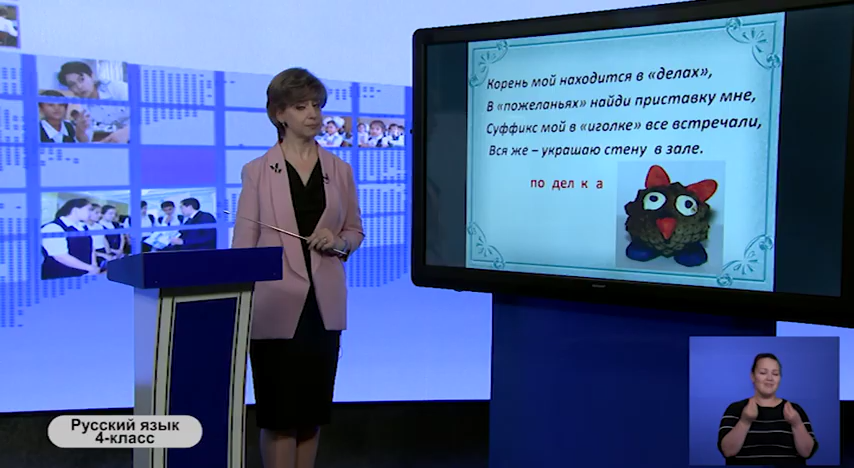 Корень мой находится в «делах»,
В «пожеланьях» найди приставку мне,
Суффикс мой в «иголке» все встречали,
Вся же – украшаю стену в зале.
по дел к а
Русский язык
4-класс